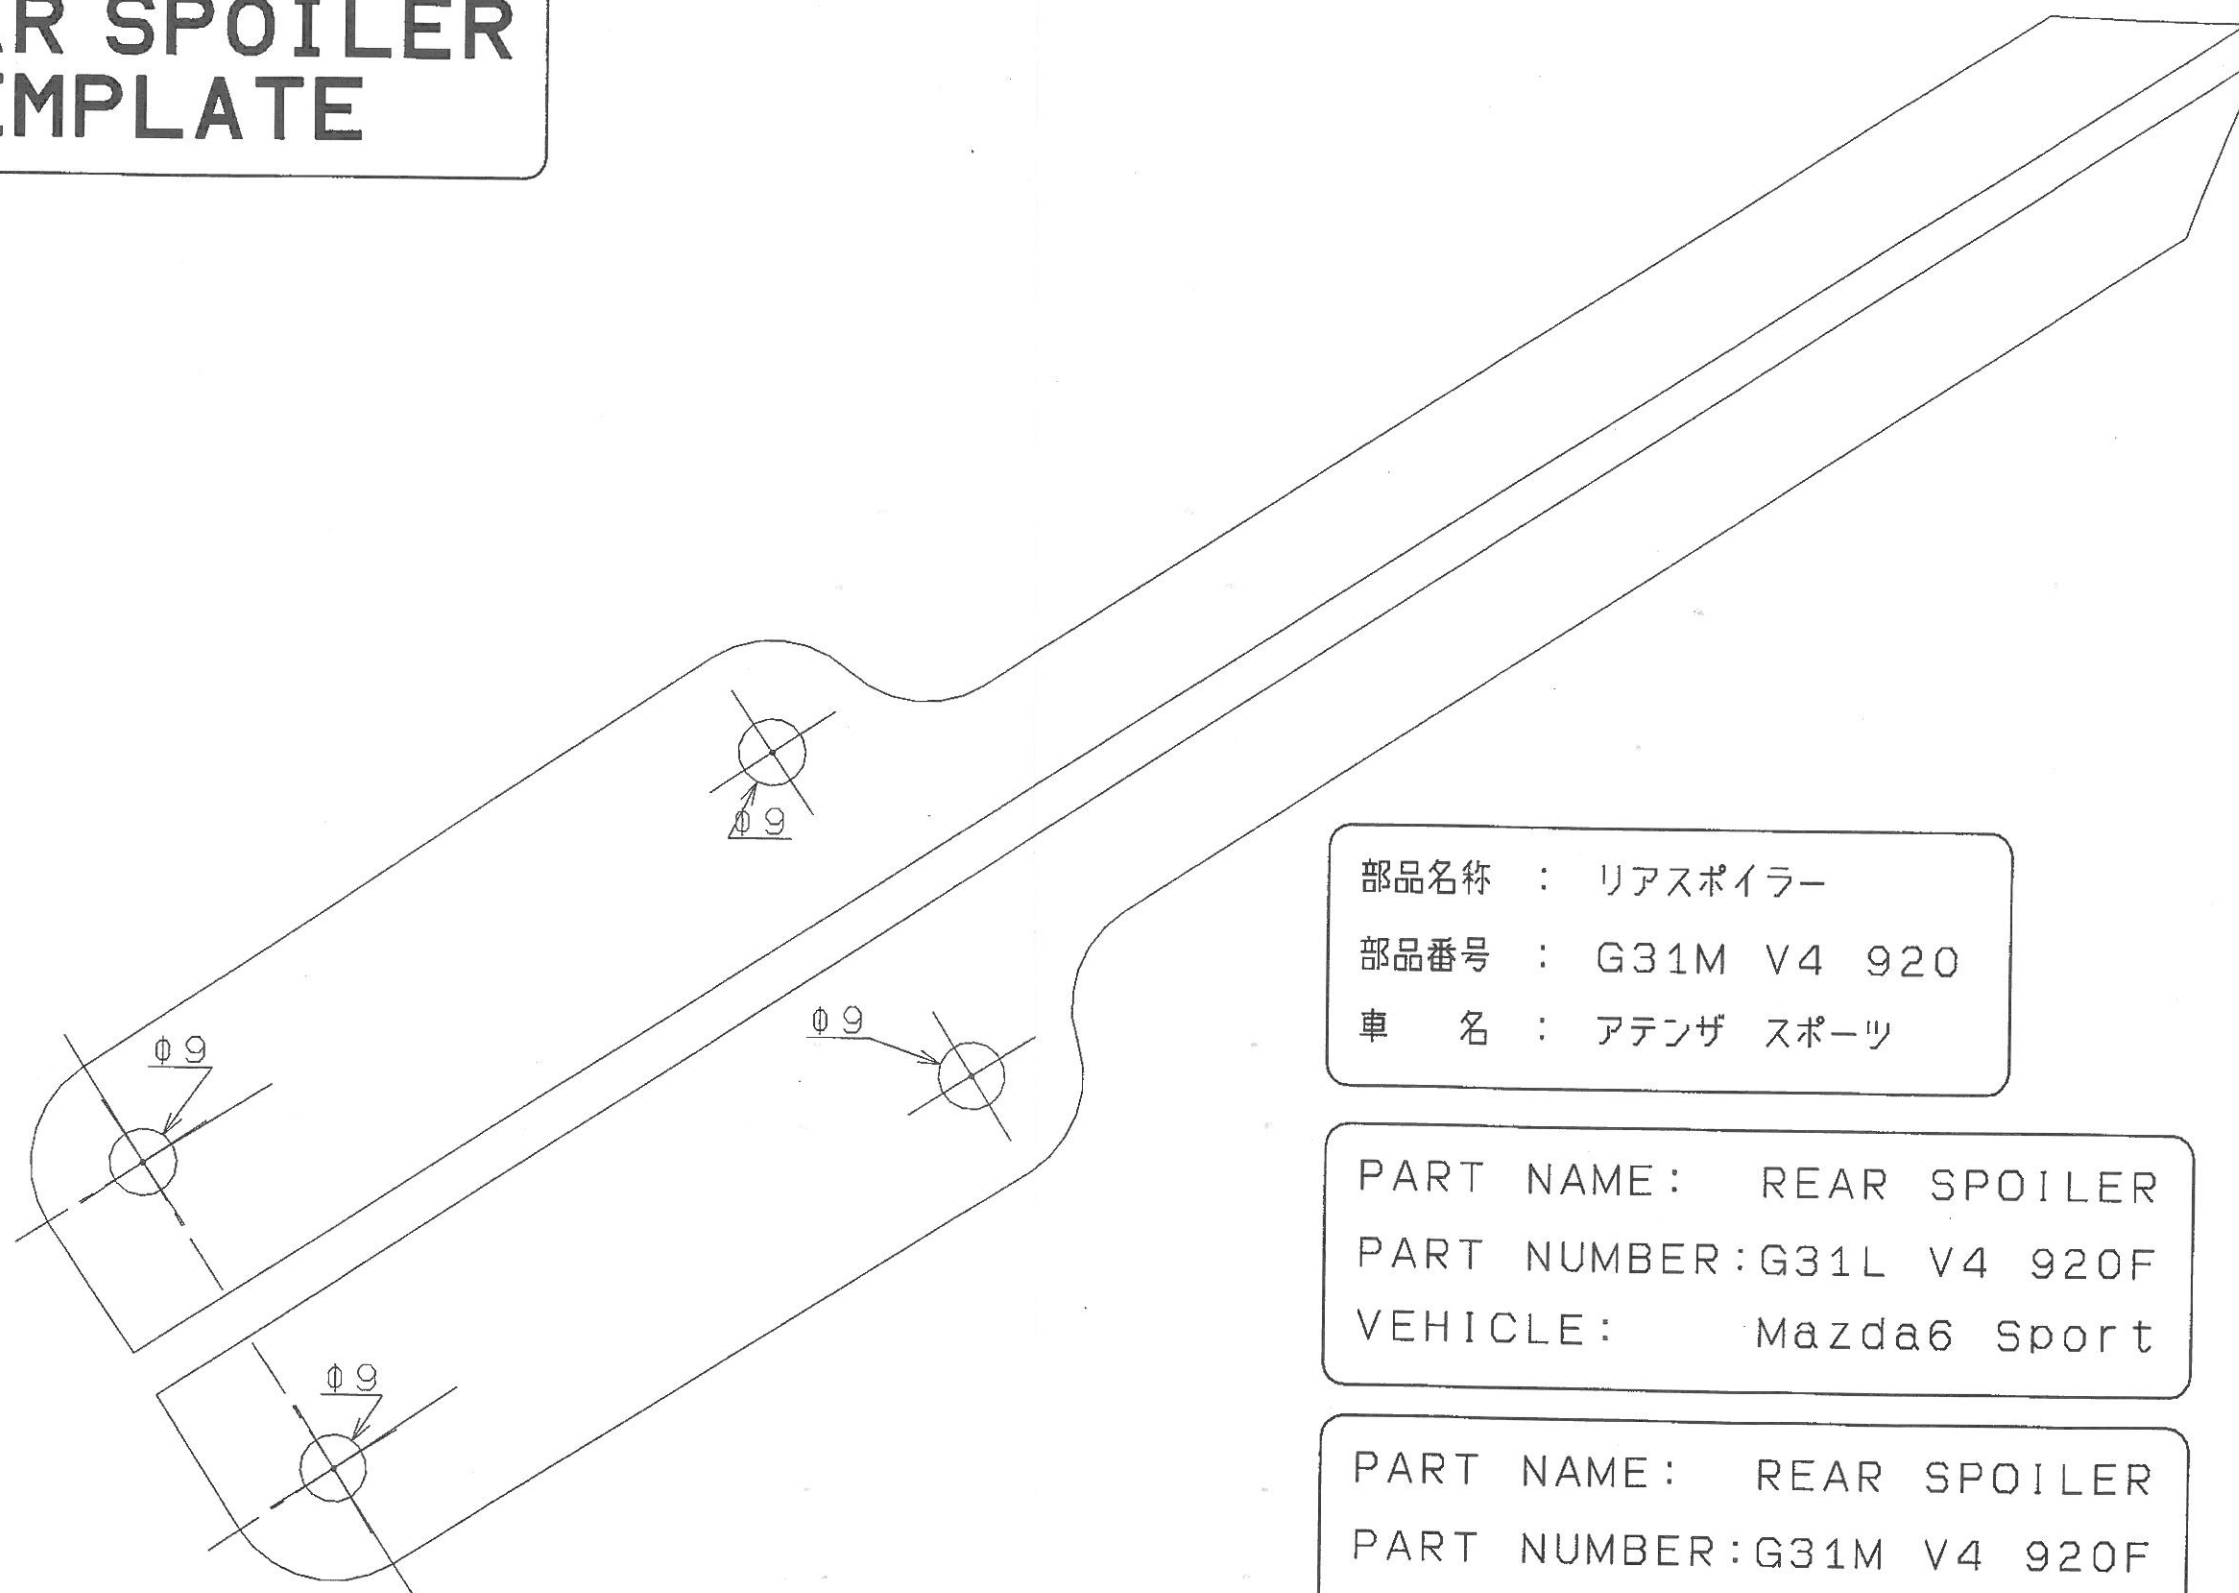 AR SPOILER
EMPLATE
φ9
φ9
φ9
φ9
部品名称 : リアスポイラー
部品番号 : G31M V4 920
車 名 : アテンザ スポーツ
PART NAME: REAR SPOILER
PART NUMBER:G31L V4 920F
VEHICLE: Mazda6 Sport
PART NAME: REAR SPOILER
PART NUMBER:G31M V4 920F